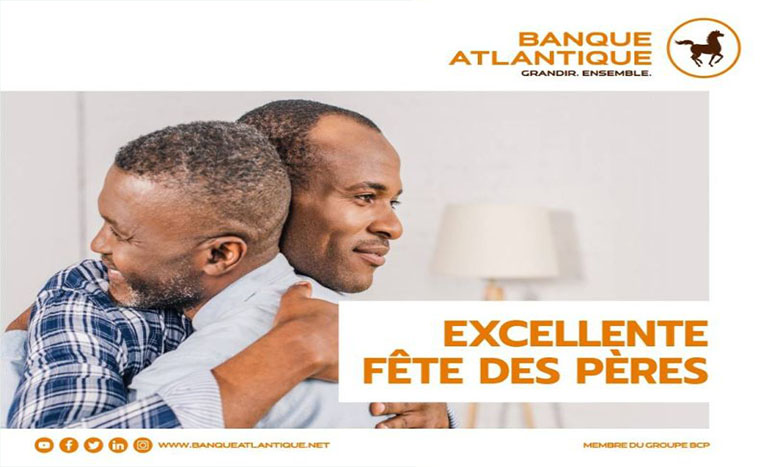 BANQUE
ATLANTIQUE
GRANDIR. ENSEMBLE.
EXCELLENTE
FÊTE DES PÈRES
WWW.BANQUEATLANTIQUE.NET
MEMBRE DU GROUPE BCP